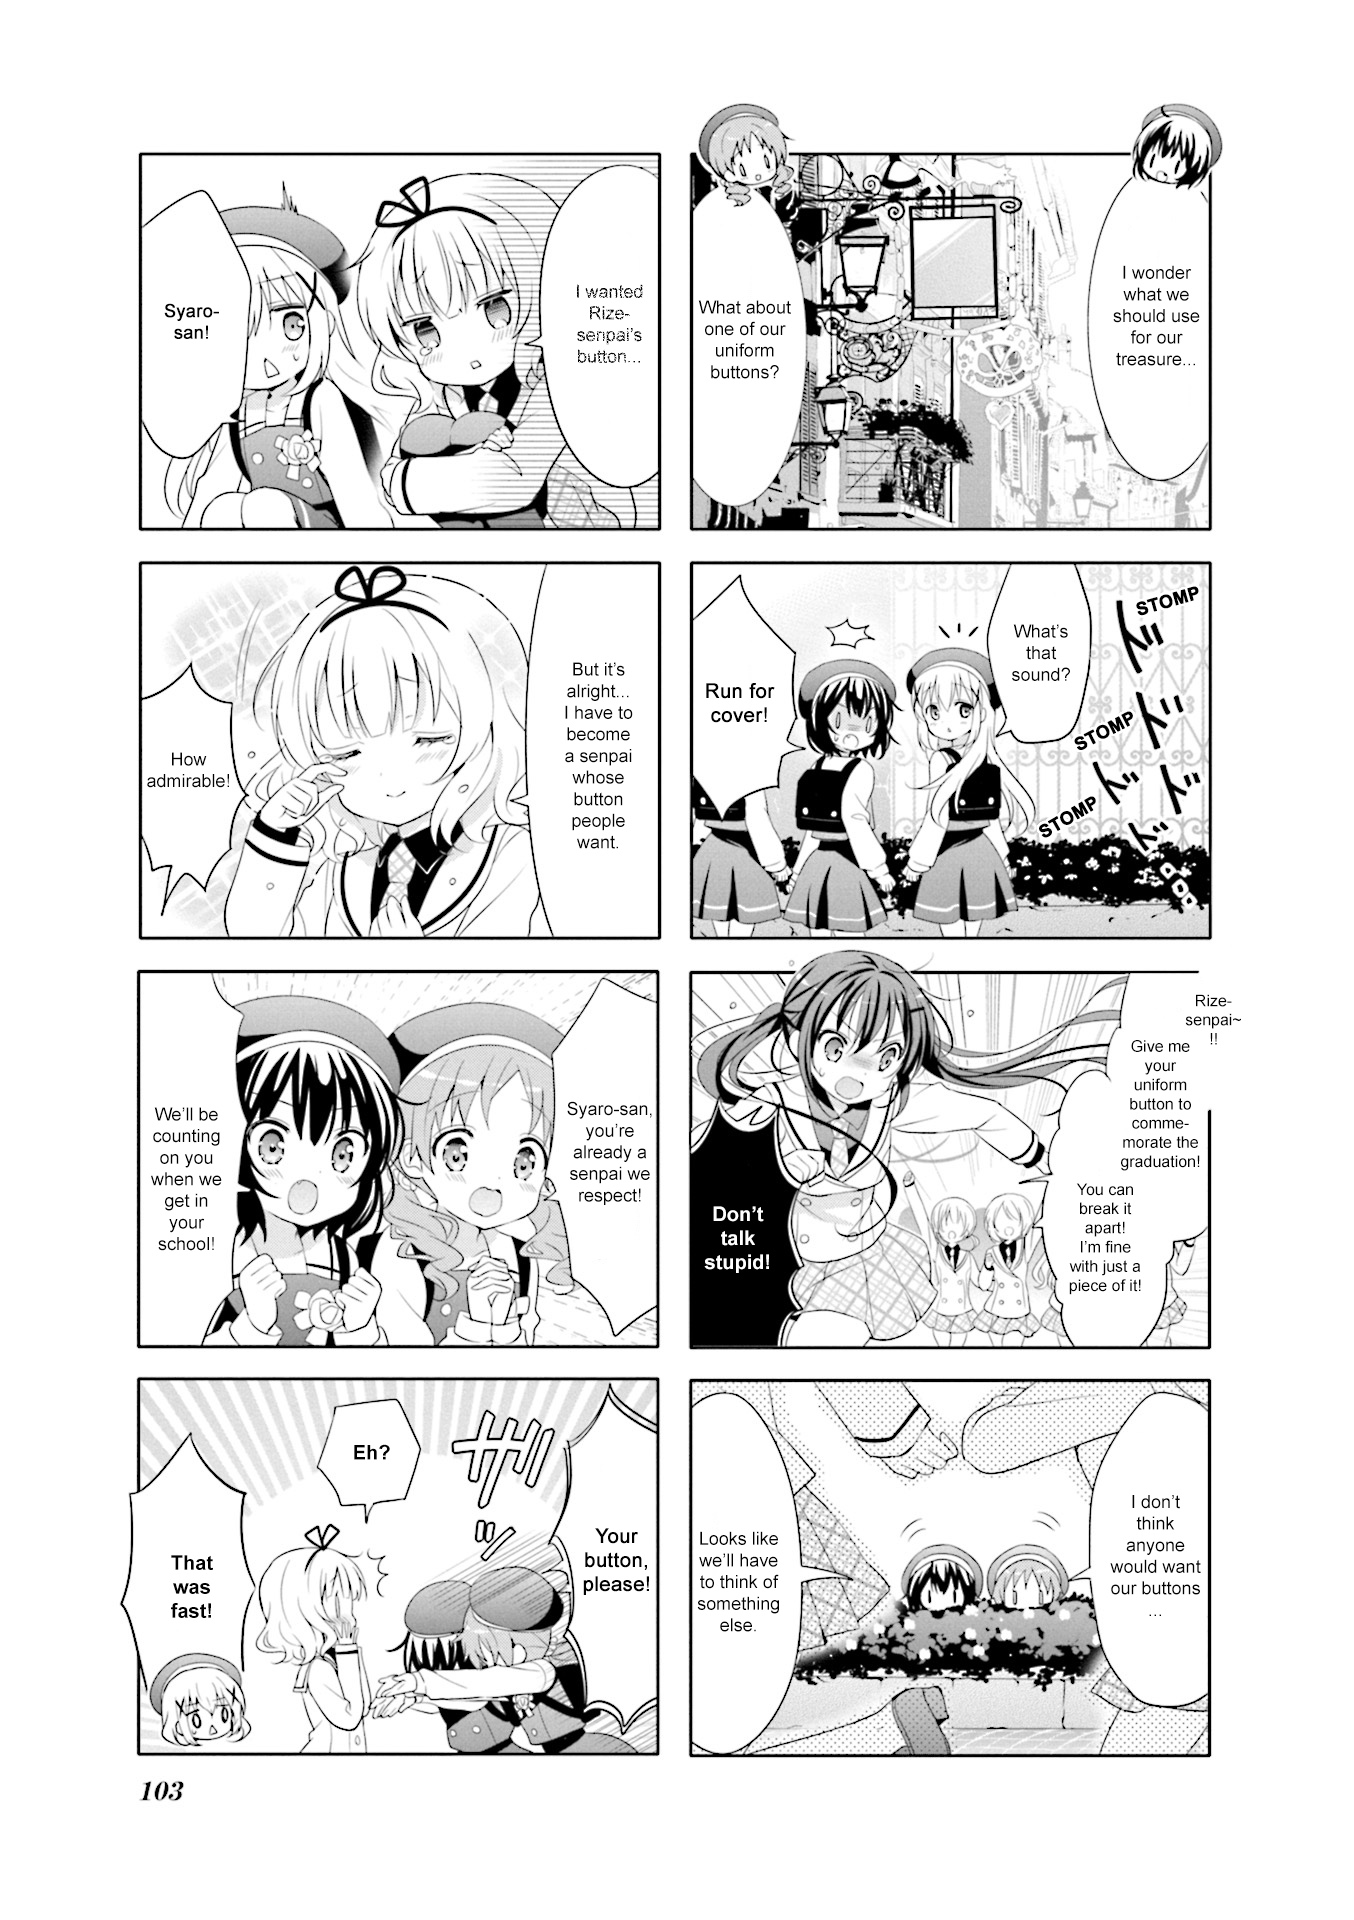 I wonder
what we
should use
for our
treasure...
What about
one of our
uniform
buttons?
STOMP
ド
What's
that
sound?
STOMP
ドド
STOMP
ドド
Run for
cover!
Rize-
senpai~
!!
Give me
your
uniform
button to
comme-
morate the
graduation!
You can
break it
apart!
I'm fine
with just a
piece of it!
Don't
talk
stupid!
I don't
think
anyone
would want
our buttons
...
Looks like
we'll have
to think of
something
else.
I wanted
Rize-
senpai's
button...
Syaro-
san!
But it's
alright...
I have to
become
a senpai
whose
button
people
want.
How
admirable!
Syaro-san,
you're
already a
senpai we
respect!
We'll be
counting
on you
when we
get in
your
school!
Your
button,
please!
ササッ
Eh?
That
was
fast!
103